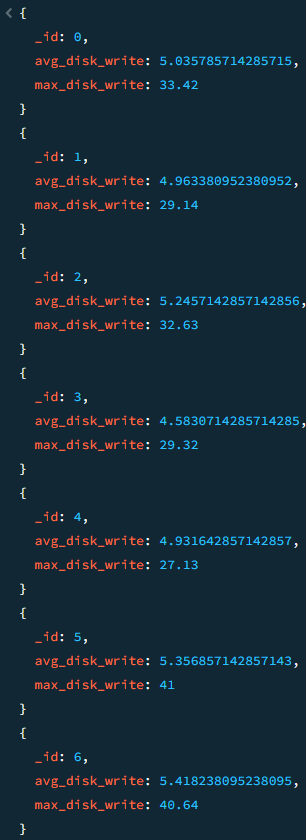 {
_id: 0,
avg_disk_write: 5.035785714285715,
max_disk_write: 33.42
}
{
_id: 1,
avg_disk_write: 4.963380952380952,
max_disk_write: 29.14
}
{
_id: 2,
avg_disk_write: 5.2457142857142856,
max_disk_write: 32.63
}
{
_id: 3,
avg_disk_write: 4.5830714285714285,
max_disk_write: 29.32
}
{
_id: 4,
avg_disk_write: 4.931642857142857,
max_disk_write: 27.13
}
{
_id: 5,
avg_disk_write: 5.356857142857143,
max_disk_write: 41
}
{
_id: 6,
avg_disk_write: 5.418238095238095,
max_disk_write: 40.64
}